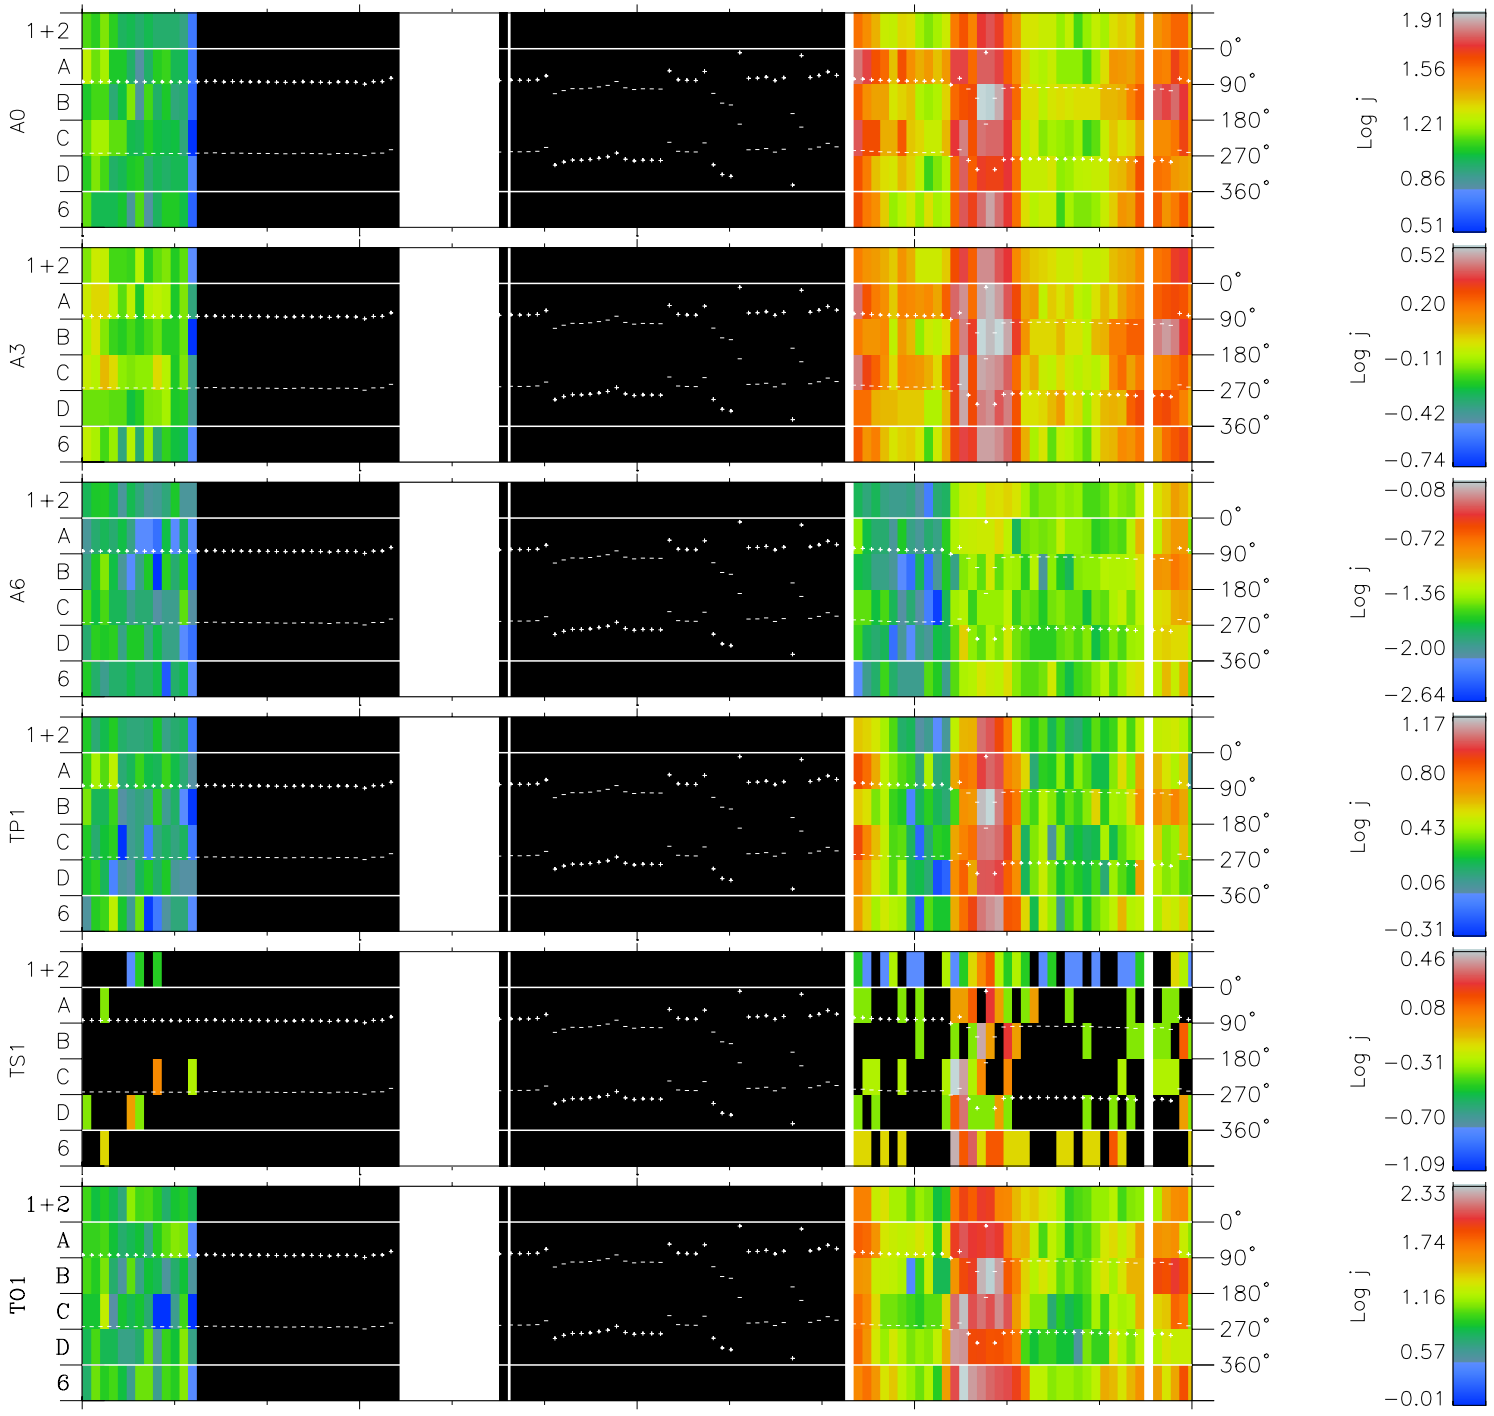 A0
1+2
A
B
C
D
6
0°
90°
180°
270°
360°
Log j
1.91
1.56
1.21
0.86
0.51
A3
1+2
A
B
C
D
6
0°
90°
180°
270°
360°
Log j
0.52
0.20
−0.11
−0.42
−0.74
A6
1+2
A
B
C
D
6
0°
90°
180°
270°
360°
Log j
−0.08
−0.72
−1.36
−2.00
−2.64
TP1
1+2
A
B
C
D
6
0°
90°
180°
270°
360°
Log j
1.17
0.80
0.43
0.06
−0.31
TS1
1+2
A
B
C
D
6
0°
90°
180°
270°
360°
Log j
0.46
0.08
−0.31
−0.70
−1.09
TO1
1+2
A
B
C
D
6
0°
90°
180°
270°
360°
Log j
2.33
1.74
1.16
0.57
−0.01